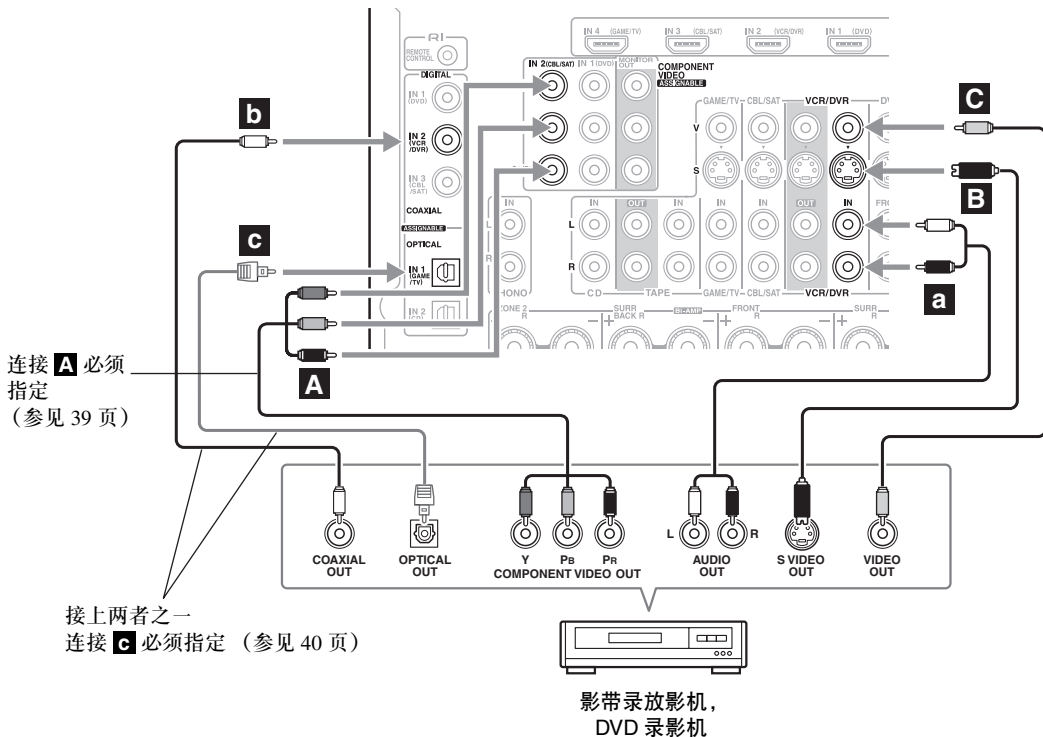 IN 4 (GAME/TV) IN 3 (CBL/SAT) IN 2 (VCR/DVR) IN 1 (DVD)
RI
REMOTE CONTROL
DIGITAL
IN 1 (DVD)
IN 2 (VCR/DVR)
IN 3 (CBL/SAT)
COAXIAL
ASSIGNABLE
OPTICAL
IN 1 (GAME/TV)
IN 2
IN 2(CBL/SAT) IN 1(DVD) MONITOR OUT
COMPONENT VIDEO
ASSIGNABLE
GAME/TV CBL/SAT VCR/DVR
V
S
IN IN OUT IN IN IN OUT IN
L L
R R
CD TAPE GAME/TV CBL/SAT VCR/DVR
ZONE 2 R SURR BACK R BI-AMP FRONT R SURR R
b
c
A
C
B
a
连接 A 必须
指定
（参见 39 页）
COAXIAL OUT
OPTICAL OUT
Y PB PR
COMPONENT VIDEO OUT
L R
AUDIO OUT
S VIDEO OUT
VIDEO OUT
接上两者之一
连接 c 必须指定 （参见 40 页）
影带录放影机，
DVD 录影机